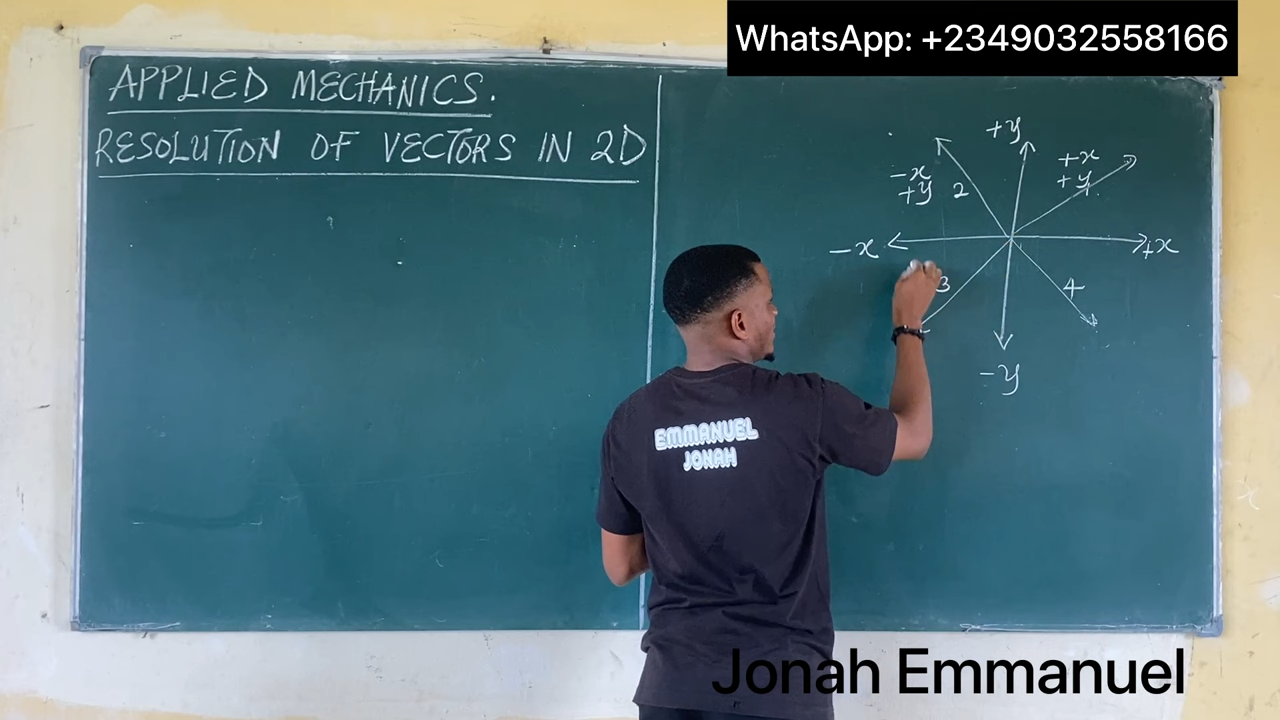 WhatsApp: +2349032558166
APPLIED MECHANICS.
RESOLUTION OF VECTORS IN 2D
+y
+x
+y
-x
+y 2
-x
+x
3
4
-y
EMMANUEL
JONAH
Jonah Emmanuel